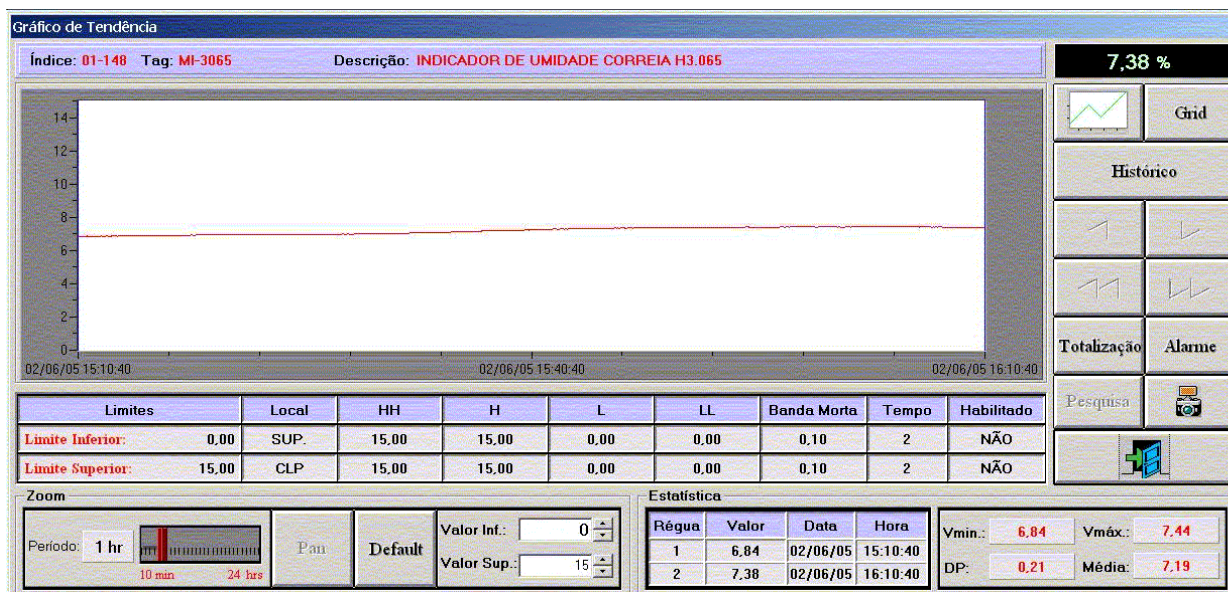 Gráfico de Tendência
Índice: 01-148 Tag: MI-3065 Descrição: INDICADOR DE UMIDADE CORREIA H3.065
7,38 %
Grid
Histórico
14
12
10
8
6
4
2
0
02/06/05 15:10:40 02/06/05 15:40:40 02/06/05 16:10:40
Totalização Alarme
Pesquisa
Limites Local HH H L LL Banda Morta Tempo Habilitado
Limite Inferior: 0,00 SUP. 15,00 15,00 0,00 0,00 0,10 2 NÃO
Limite Superior: 15,00 CLP 15,00 15,00 0,00 0,00 0,10 2 NÃO
Zoom
Período: 1 hr
10 min 24 hrs
Pan
Default
Valor Inf.: 0
Valor Sup.: 15
Estatística
Régua Valor Data Hora
1 6,84 02/06/05 15:10:40
2 7,38 02/06/05 16:10:40
Vmin.: 6,84 Vmáx.: 7,44
DP: 0,21 Média: 7,19